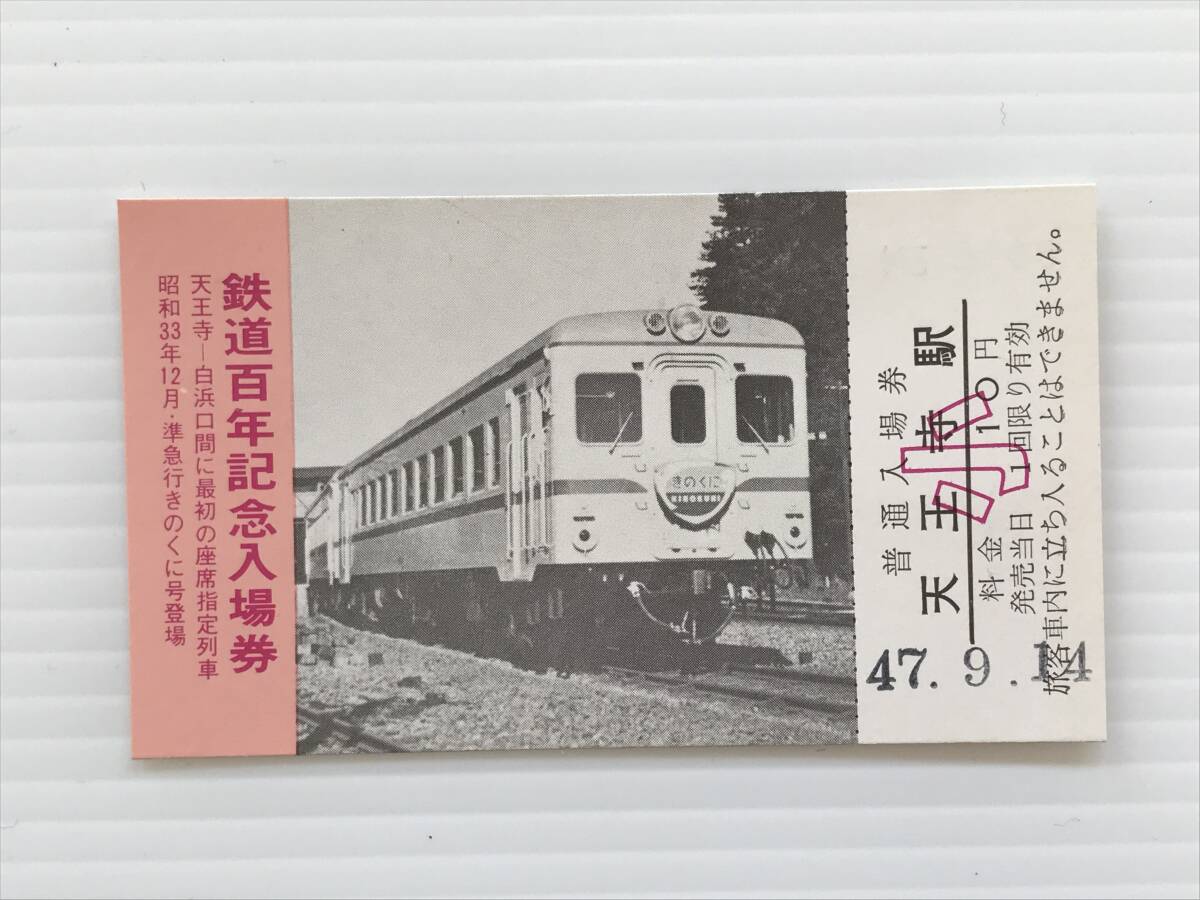 鉄道百年記念入場券
天王寺―白浜口間に最初の座席指定列車
昭和33年12月・準急行きのくに号登場
きのくに
KINOKUNI
普通入場券
天王寺駅
料金10円
発売当日1回限り有効
旅客車内に立ち入ることはできません。
小
47.9.14